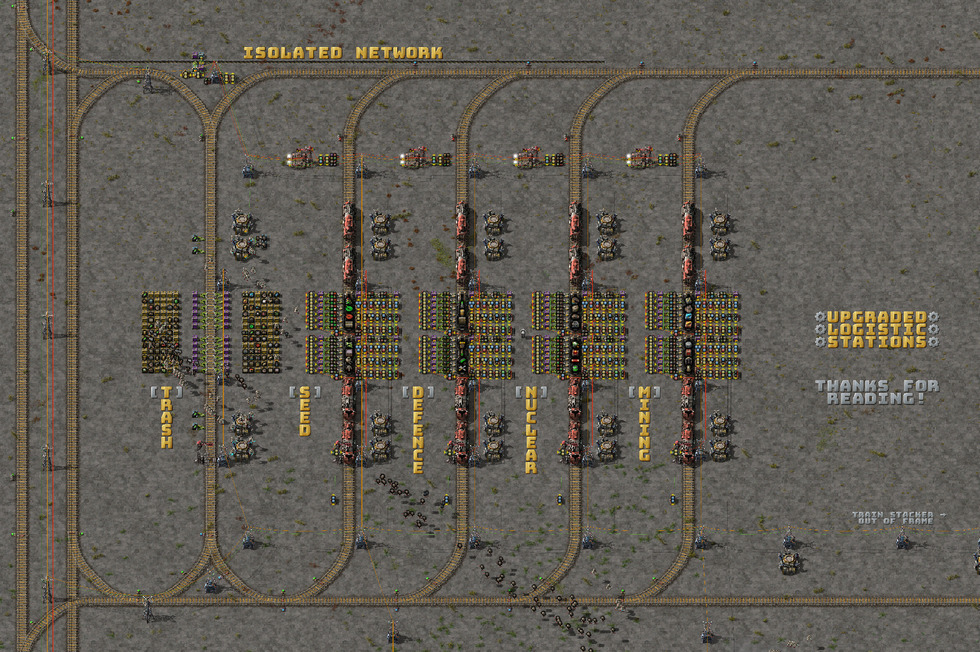 ISOLATED NETWORK
UPGRADED
LOGISTIC
STATIONS
[TRASH]
[SEED]
[DEFENCE]
[NUCLEAR]
[MINING]
THANKS FOR
READING!
TRAIN STACKER -
OUT OF FRAME